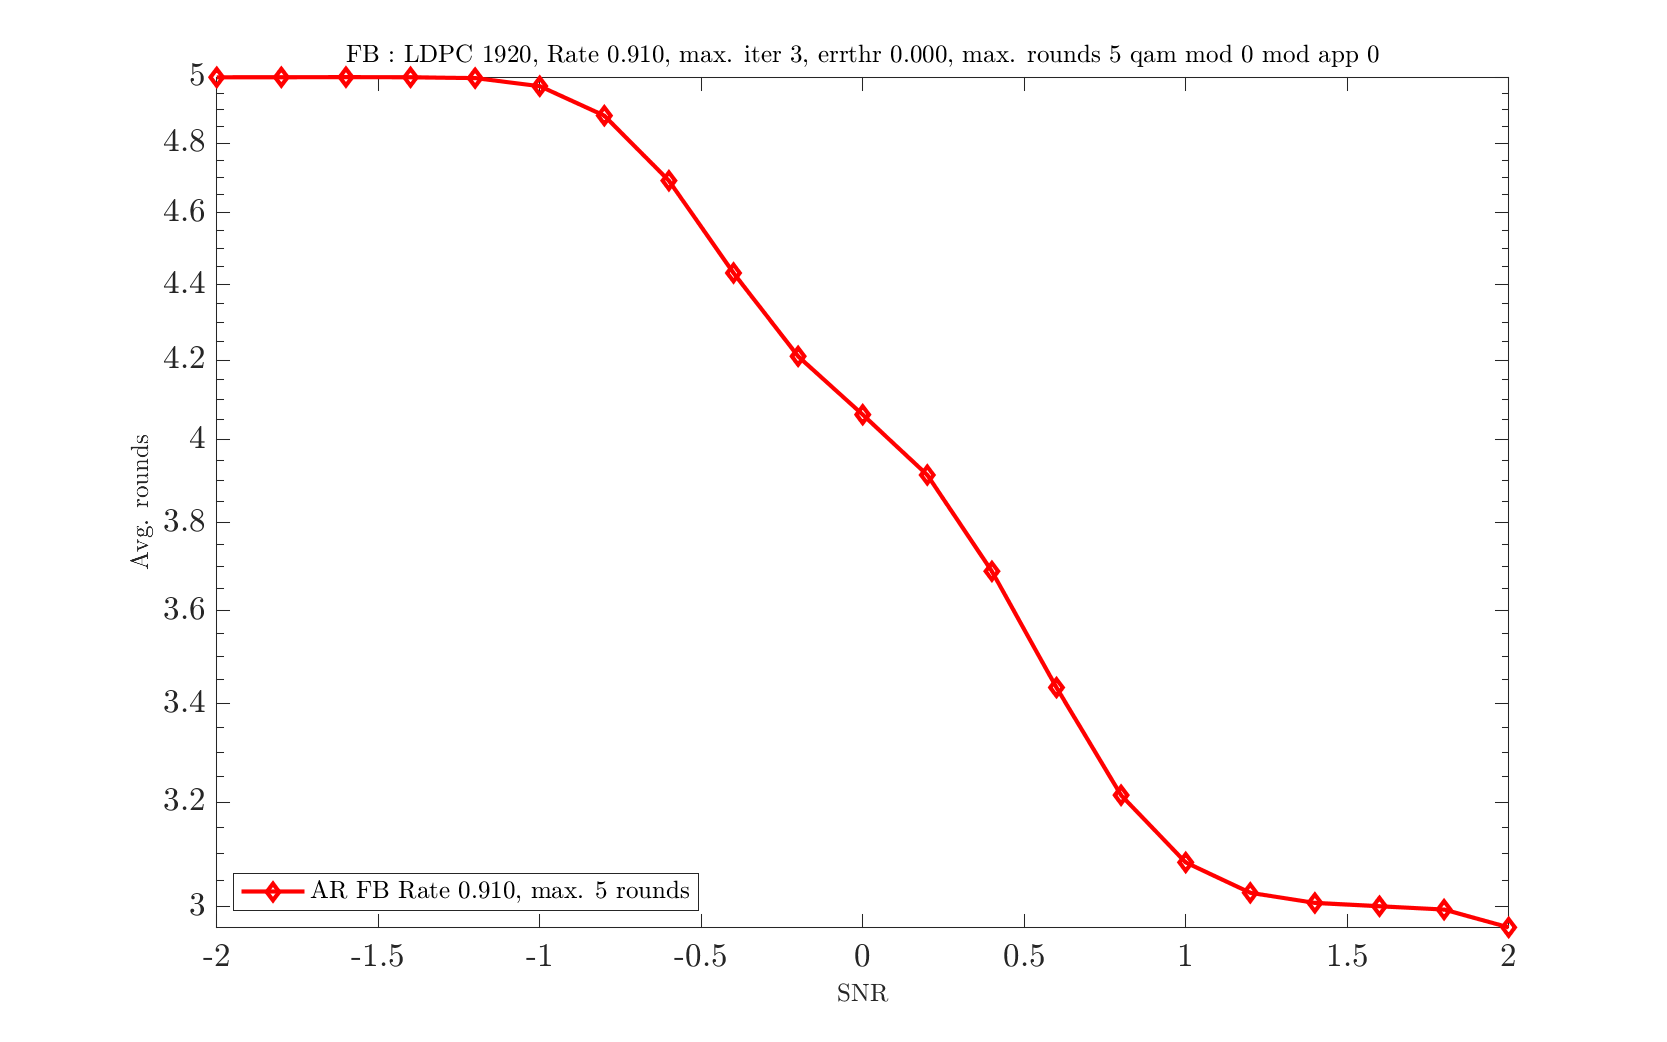 FB : LDPC 1920, Rate 0.910, max. iter 3, errthr 0.000, max. rounds 5 qam mod 0 mod app 0
5
4.8
4.6
4.4
4.2
4
3.8
3.6
3.4
3.2
3
Avg. rounds
AR FB Rate 0.910, max. 5 rounds
-2 -1.5 -1 -0.5 0 0.5 1 1.5 2
SNR